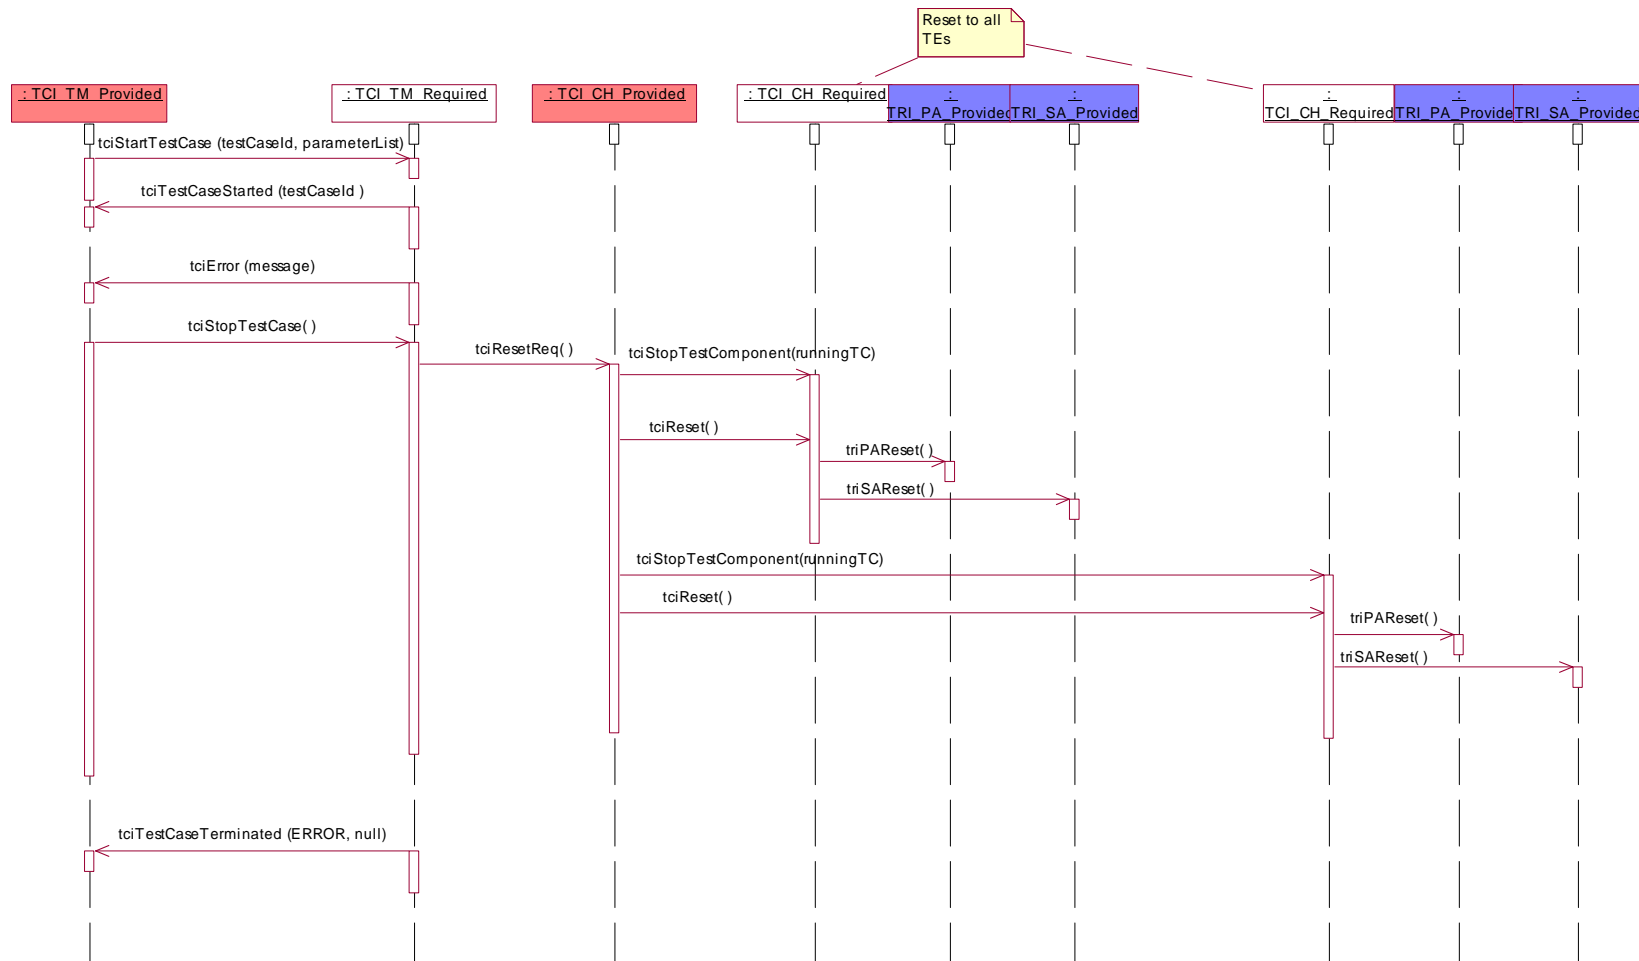 Reset to all
TEs
: TCI_TM_Provided
: TCI_TM_Required
: TCI_CH_Provided
: TCI_CH_Required
:
TRI_PA_Provided
:
TRI_SA_Provided
:
TCI_CH_Required
:
TRI_PA_Provide
:
TRI_SA_Provided
tciStartTestCase (testCaseId, parameterList)
tciTestCaseStarted (testCaseId )
tciError (message)
tciStopTestCase( )
tciResetReq( )
tciStopTestComponent(runningTC)
tciReset( )
triPAReset( )
triSAReset( )
tciStopTestComponent(runningTC)
tciReset( )
triPAReset( )
triSAReset( )
tciTestCaseTerminated (ERROR, null)